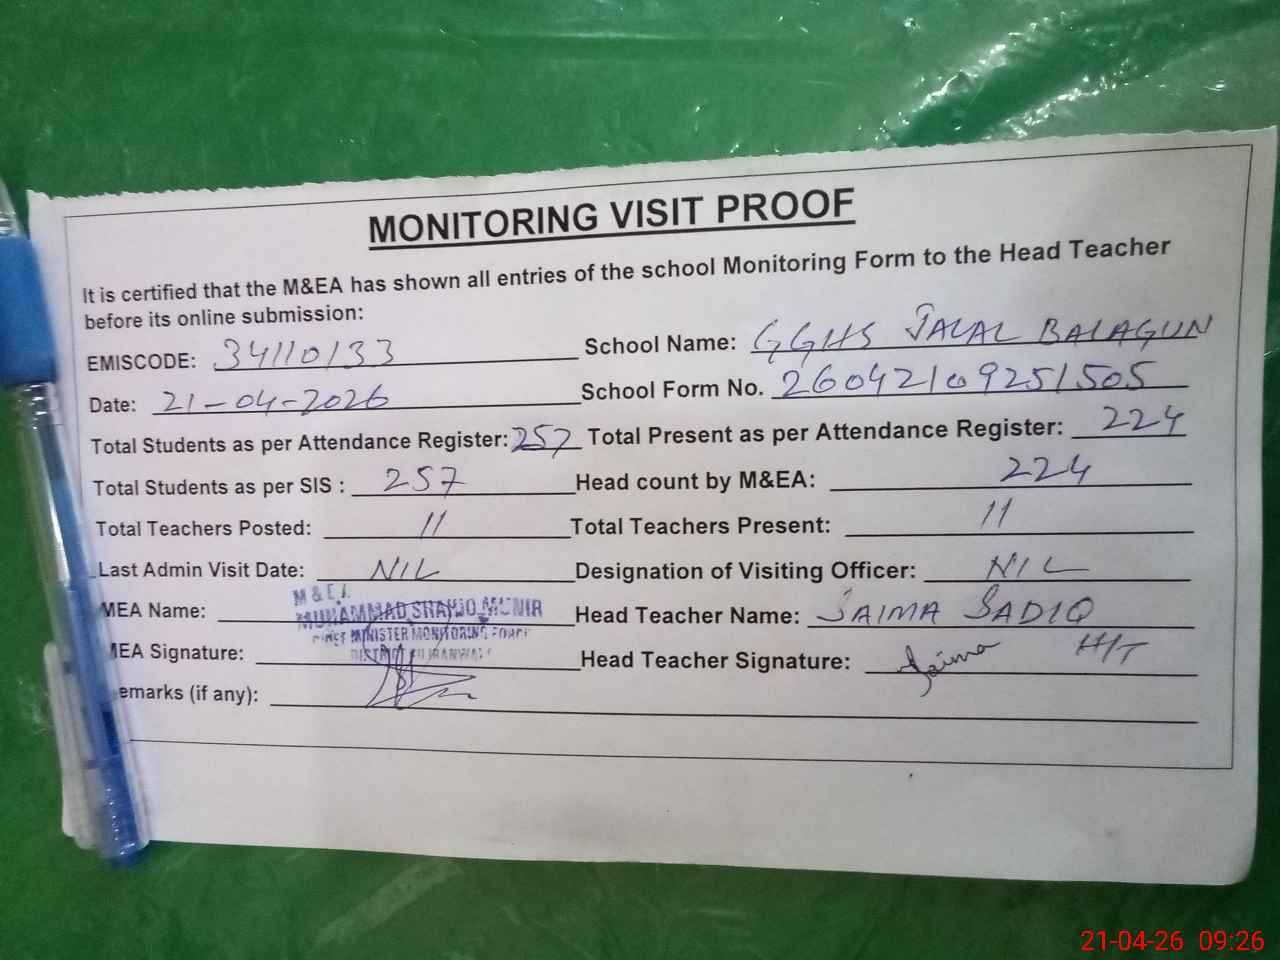 MONITORING VISIT PROOF
It is certified that the M&EA has shown all entries of the school Monitoring Form to the Head Teacher
before its online submission:
EMISCODE: 34110133 School Name: GGHS JALAL BALAGUN
Date: 21-04-2026 School Form No. 26042109251505
Total Students as per Attendance Register: 257 Total Present as per Attendance Register: 224
Total Students as per SIS : 257 Head count by M&EA: 224
Total Teachers Posted: 11 Total Teachers Present: 11
Last Admin Visit Date: NIL Designation of Visiting Officer: NIL
M&EA
MEA Name: MUHAMMAD MUNIR Head Teacher Name: SAIMA SADIQ
MINISTER MONITORING FORCE
DISTRICT
MEA Signature: Head Teacher Signature: Saima H/T
emarks (if any):
21-04-26 09:26